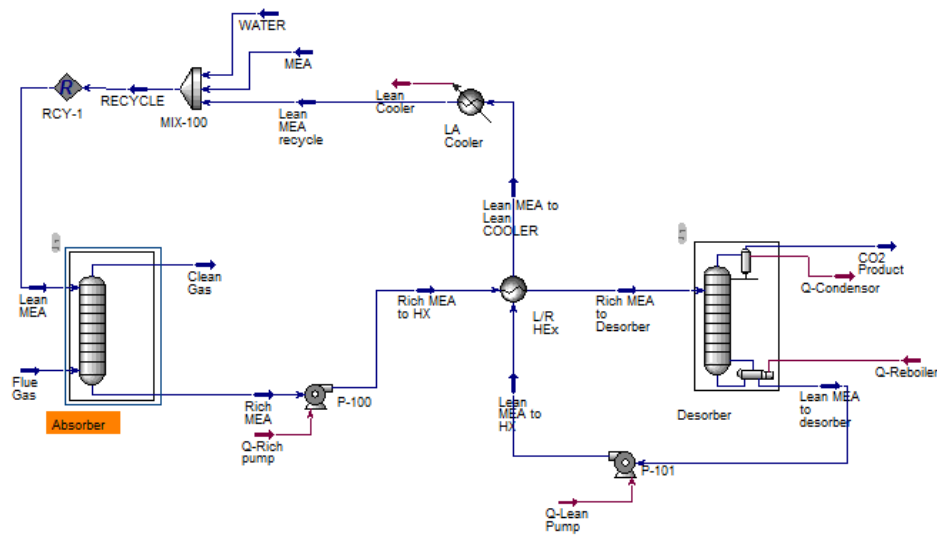 WATER
MEA
R
RCY-1
RECYCLE
MIX-100
Lean
MEA
recycle
Lean
Cooler
LA
Cooler
Lean MEA to
Lean
COOLER
Clean
Gas
Lean
MEA
Flue
Gas
Absorber
Rich
MEA
Q-Rich
pump
P-100
Rich MEA
to HX
L/R
HEx
Rich MEA
to
Desorber
CO2
Product
Q-Condensor
Q-Reboiler
Desorber
Lean MEA
to
desorber
Lean
MEA to
HX
P-101
Q-Lean
Pump